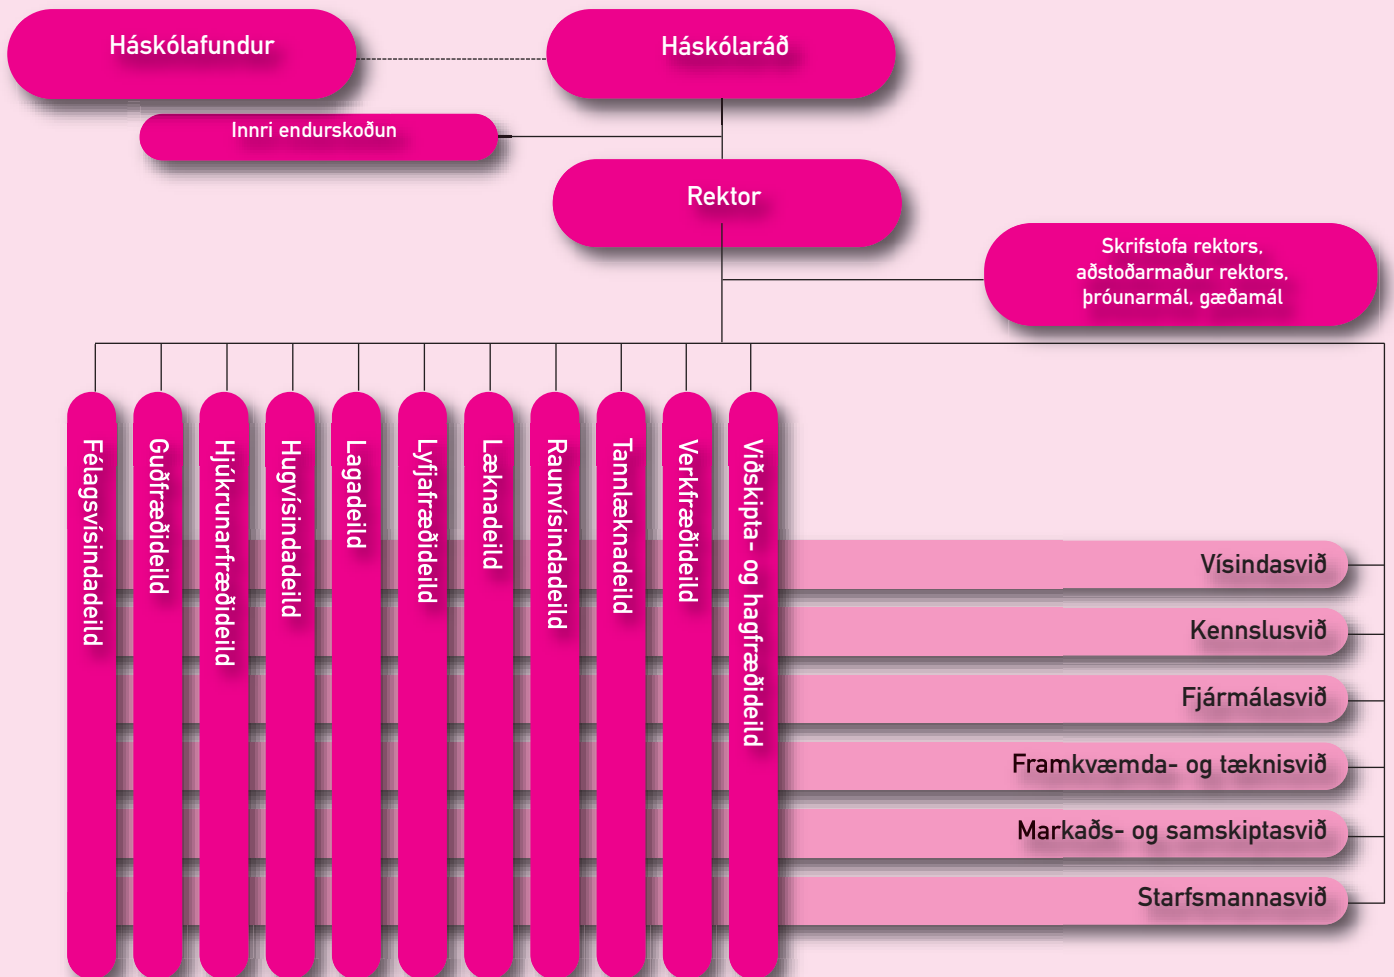 Háskólafundur
Háskólaráð
Innri endurskoðun
Rektor
Skrifstofa rektors,
aðstoðarmaður rektors,
þróunarmál, gæðamál
Félagsvísindadeild
Guðfræðideild
Hjúkrunarfræðideild
Hugvísindadeild
Lagadeild
Lyfjafræðideild
Læknadeild
Raunvísindadeild
Tannlæknadeild
Verkfræðideild
Viðskipta- og hagfræðideild
Vísindasvið
Kennslusvið
Fjármálasvið
Framkvæmda- og tæknisvið
Markaðs- og samskiptasvið
Starfsmannasvið